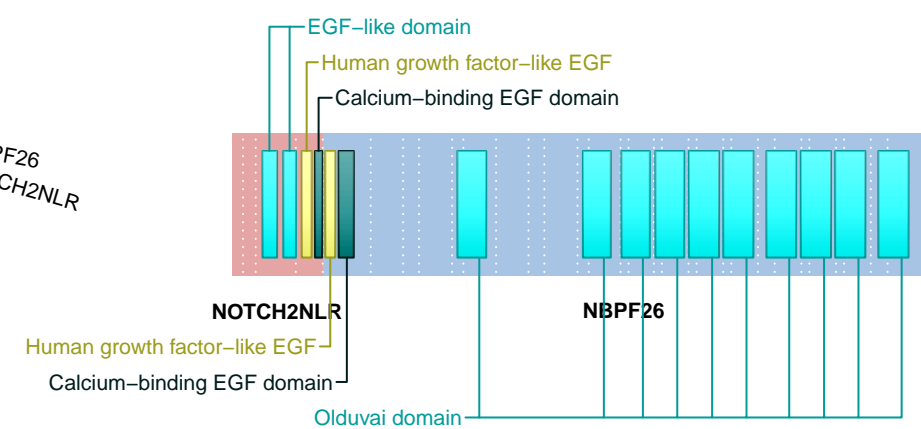 EGF−like domain
Human growth factor−like EGF
Calcium−binding EGF domain
NOTCH2NLR NBPF26
Human growth factor−like EGF
Calcium−binding EGF domain
Olduvai domain